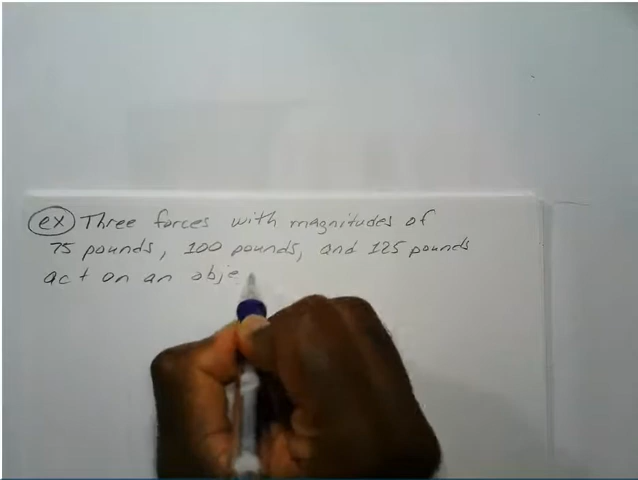 ex Three forces with magnitudes of
75 pounds, 100 pounds, and 125 pounds
act on an obje